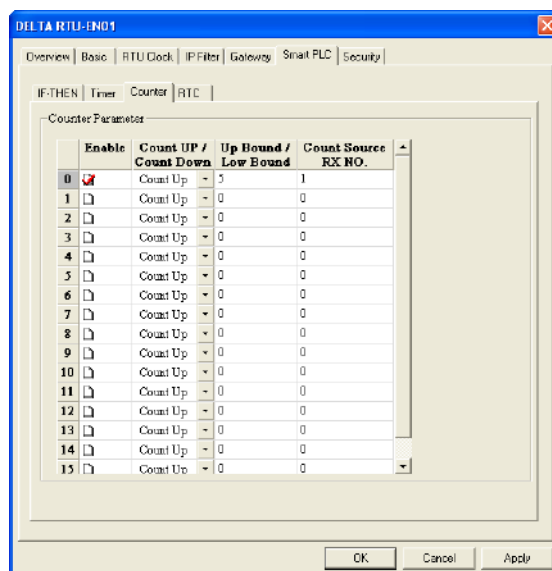 DELTA RTU-EN01
Overview Basic RTU Clock IP Filter Gateway Smart PLC Security
IF-THEN Timer Counter RTC
Counter Parameter
Enable Count UP / Count Down Up Bound / Low Bound Count Source RX NO.
0 Count Up 5 1
1 Count Up 0 0
2 Count Up 0 0
3 Count Up 0 0
4 Count Up 0 0
5 Count Up 0 0
6 Count Up 0 0
7 Count Up 0 0
8 Count Up 0 0
9 Count Up 0 0
10 Count Up 0 0
11 Count Up 0 0
12 Count Up 0 0
13 Count Up 0 0
14 Count Up 0 0
15 Count Up 0 0
OK Cancel Apply